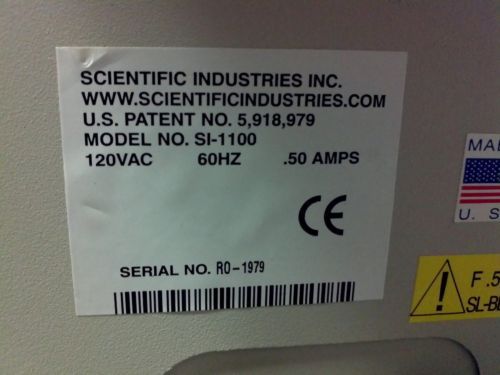 SCIENTIFIC INDUSTRIES INC.
WWW.SCIENTIFICINDUSTRIES.COM
U.S. PATENT NO. 5,918,979
MODEL NO. SI-1100
120VAC 60HZ .50 AMPS
CE
SERIAL NO. RO-1979
U. S
F .5